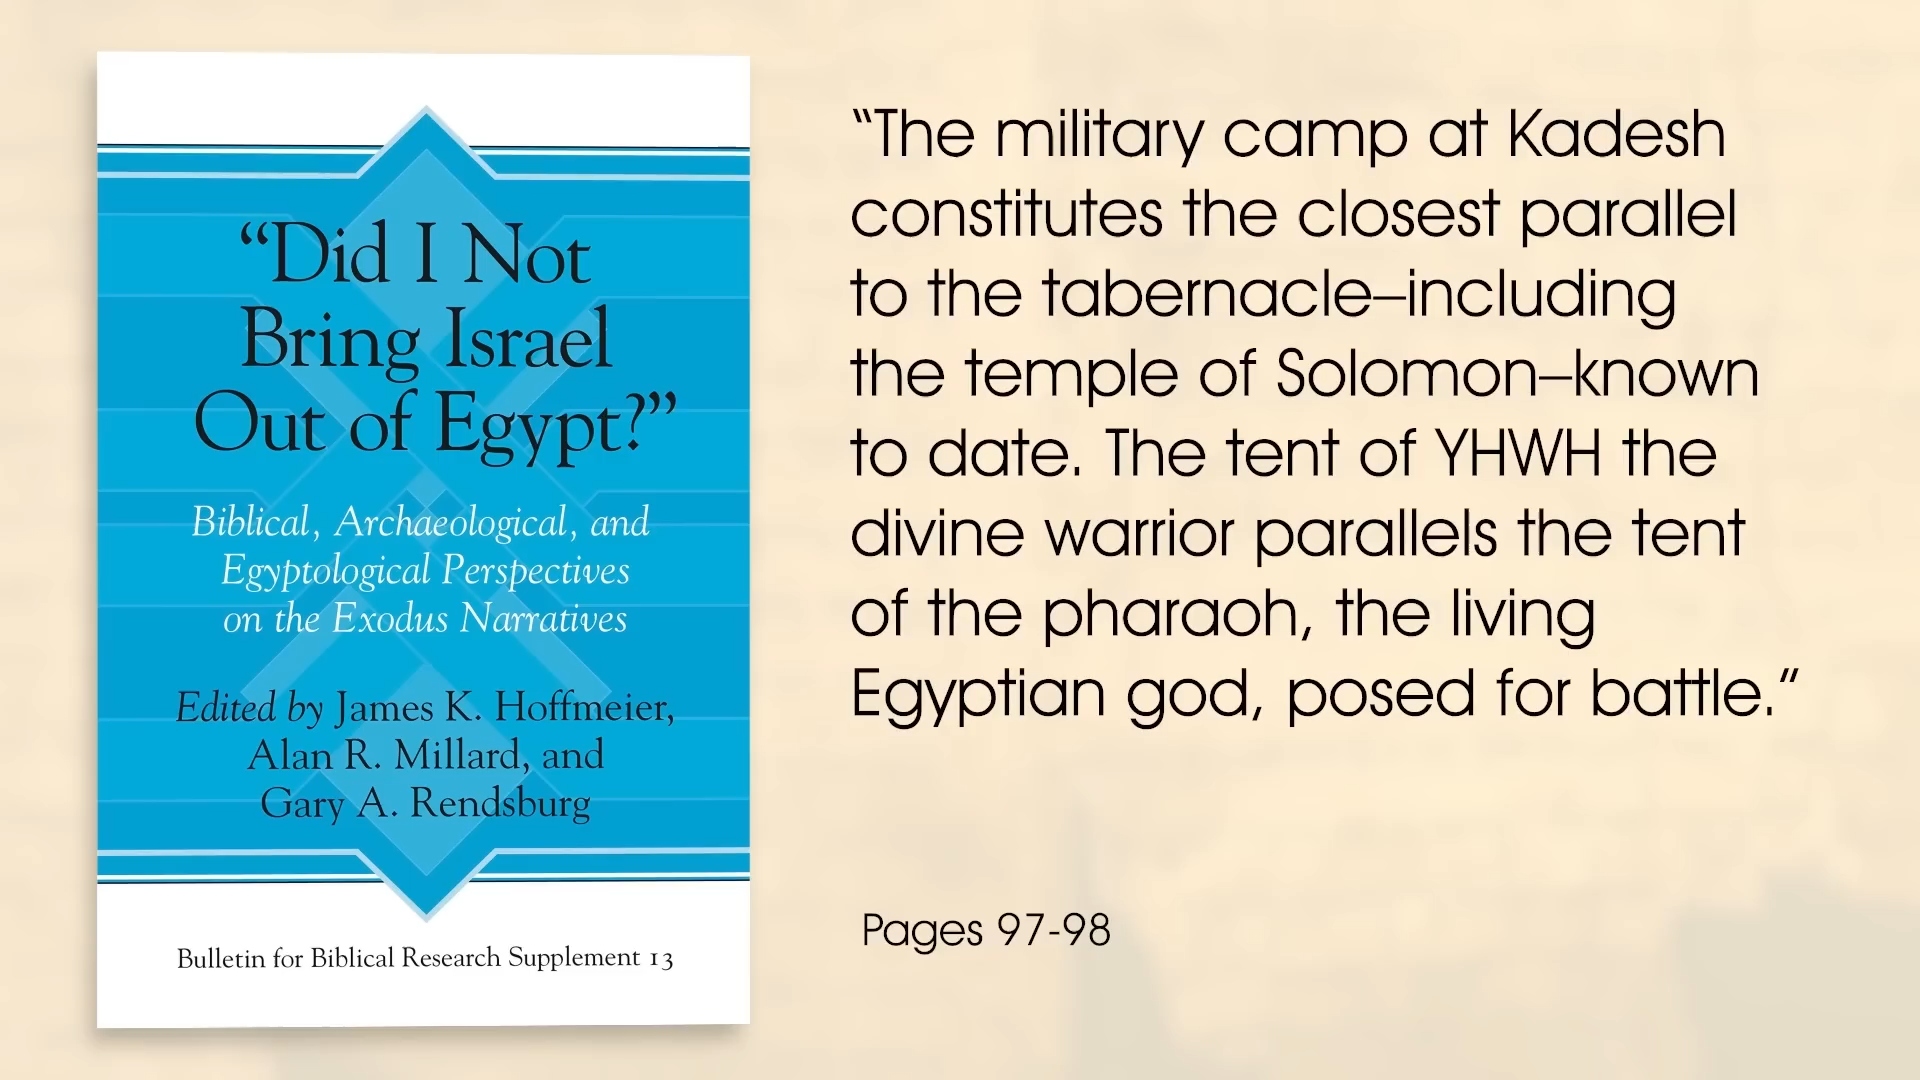 “Did I Not
Bring Israel
Out of Egypt?”
Biblical, Archaeological, and
Egyptological Perspectives
on the Exodus Narratives
Edited by James K. Hoffmeier,
Alan R. Millard, and
Gary A. Rendsburg
Bulletin for Biblical Research Supplement 13
“The military camp at Kadesh
constitutes the closest parallel
to the tabernacle–including
the temple of Solomon–known
to date. The tent of YHWH the
divine warrior parallels the tent
of the pharaoh, the living
Egyptian god, posed for battle.”
Pages 97-98